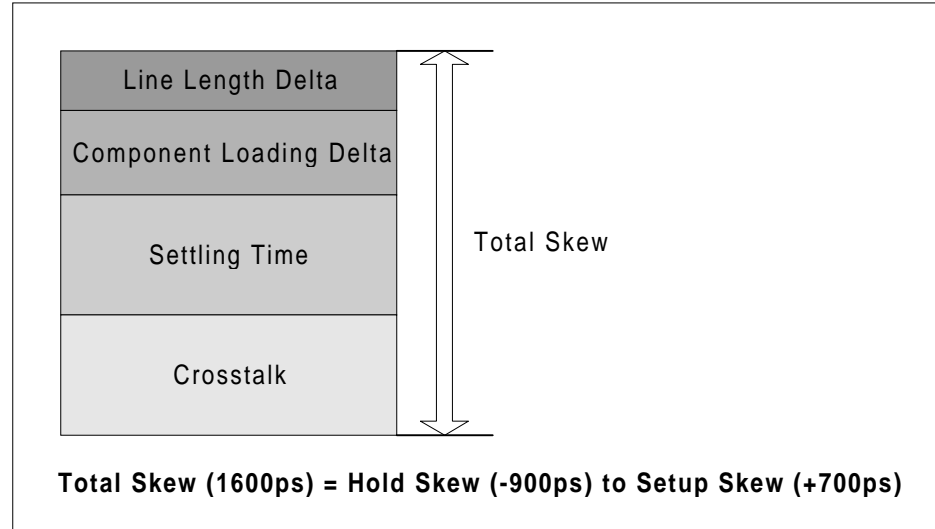 Line Length Delta
Component Loading Delta
Settling Time
Total Skew
Crosstalk
Total Skew (1600ps) = Hold Skew (-900ps) to Setup Skew (+700ps)